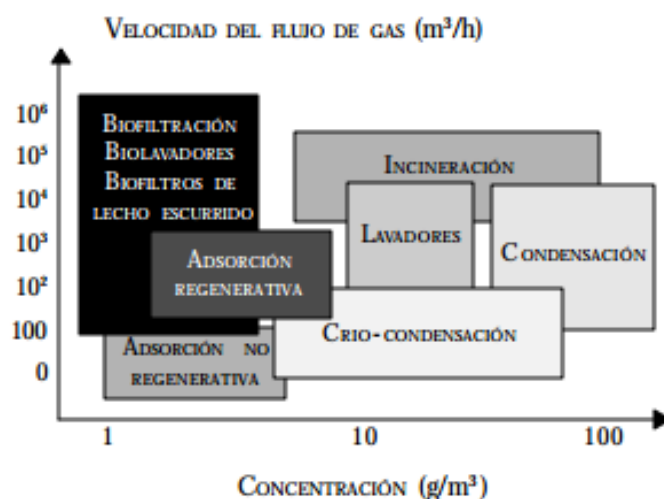 VELOCIDAD DEL FLUJO DE GAS (m³/h)
10⁶
10⁵
10⁴
10³
10²
100
0
BIOFILTRACIÓN
BIOLAVADORES
BIOFILTROS DE
LECHO ESCURRIDO
ADSORCIÓN
REGENERATIVA
ADSORCIÓN NO
REGENERATIVA
INCINERACIÓN
LAVADORES
CONDENSACIÓN
CRIO-CONDENSACIÓN
1 10 100
CONCENTRACIÓN (g/m³)